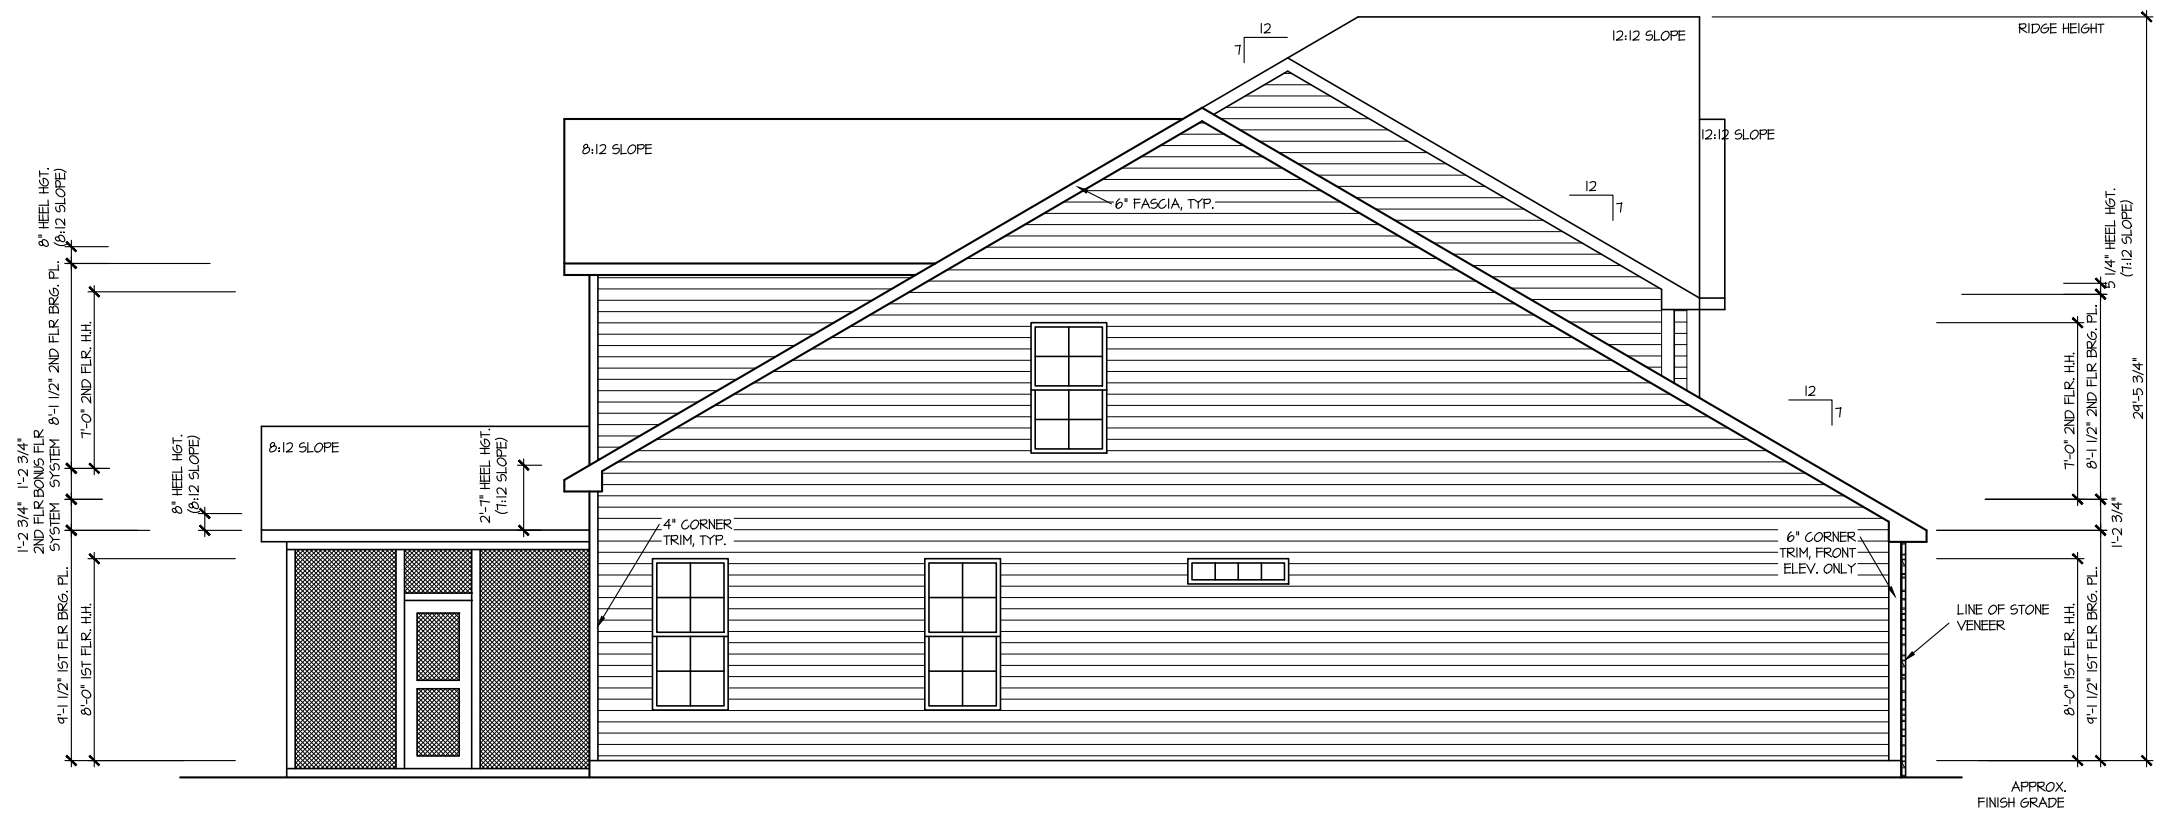 12
7
12:12 SLOPE
RIDGE HEIGHT
12:12 SLOPE
8:12 SLOPE
6" FASCIA, TYP.
12
7
8" HEEL HGT.
(8:12 SLOPE)
8'-1 1/2" 2ND FLR BRG. PL.
7'-0" 2ND FLR. H.H.
1'-2 3/4"
BONUS FLR
SYSTEM
1'-2 3/4"
2ND FLR
SYSTEM
9'-1 1/2" 1ST FLR BRG. PL.
8'-0" 1ST FLR. H.H.
8:12 SLOPE
8" HEEL HGT.
(8:12 SLOPE)
2'-7" HEEL HGT.
(7:12 SLOPE)
4" CORNER
TRIM, TYP.
12
7
6" CORNER
TRIM, FRONT
ELEV. ONLY
LINE OF STONE
VENEER
5 1/4" HEEL HGT.
(7:12 SLOPE)
7'-0" 2ND FLR. H.H.
8'-1 1/2" 2ND FLR BRG. PL.
29'-5 3/4"
1'-2 3/4"
8'-0" 1ST FLR. H.H.
9'-1 1/2" 1ST FLR BRG. PL.
APPROX.
FINISH GRADE